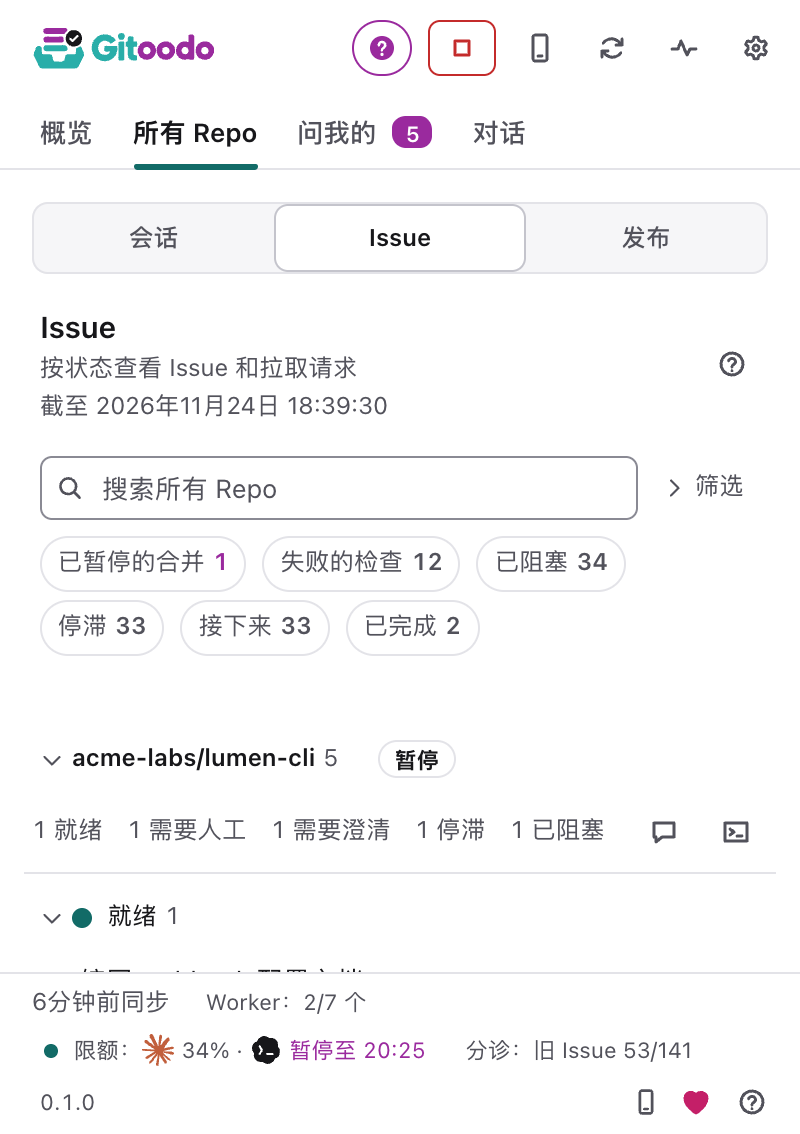 Gitoodo
概览 所有 Repo 问我的 5 对话
会话 Issue 发布
Issue
按状态查看 Issue 和拉取请求
截至 2026年11月24日 18:39:30
搜索所有 Repo 筛选
已暂停的合并 1 失败的检查 12 已阻塞 34
停滞 33 接下来 33 已完成 2
acme-labs/lumen-cli 5 暂停
1 就绪 1 需要人工 1 需要澄清 1 停滞 1 已阻塞
就绪 1
6分钟前同步 Worker：2/7 个
限额： 34% · 暂停至 20:25 分诊：旧 Issue 53/141
0.1.0